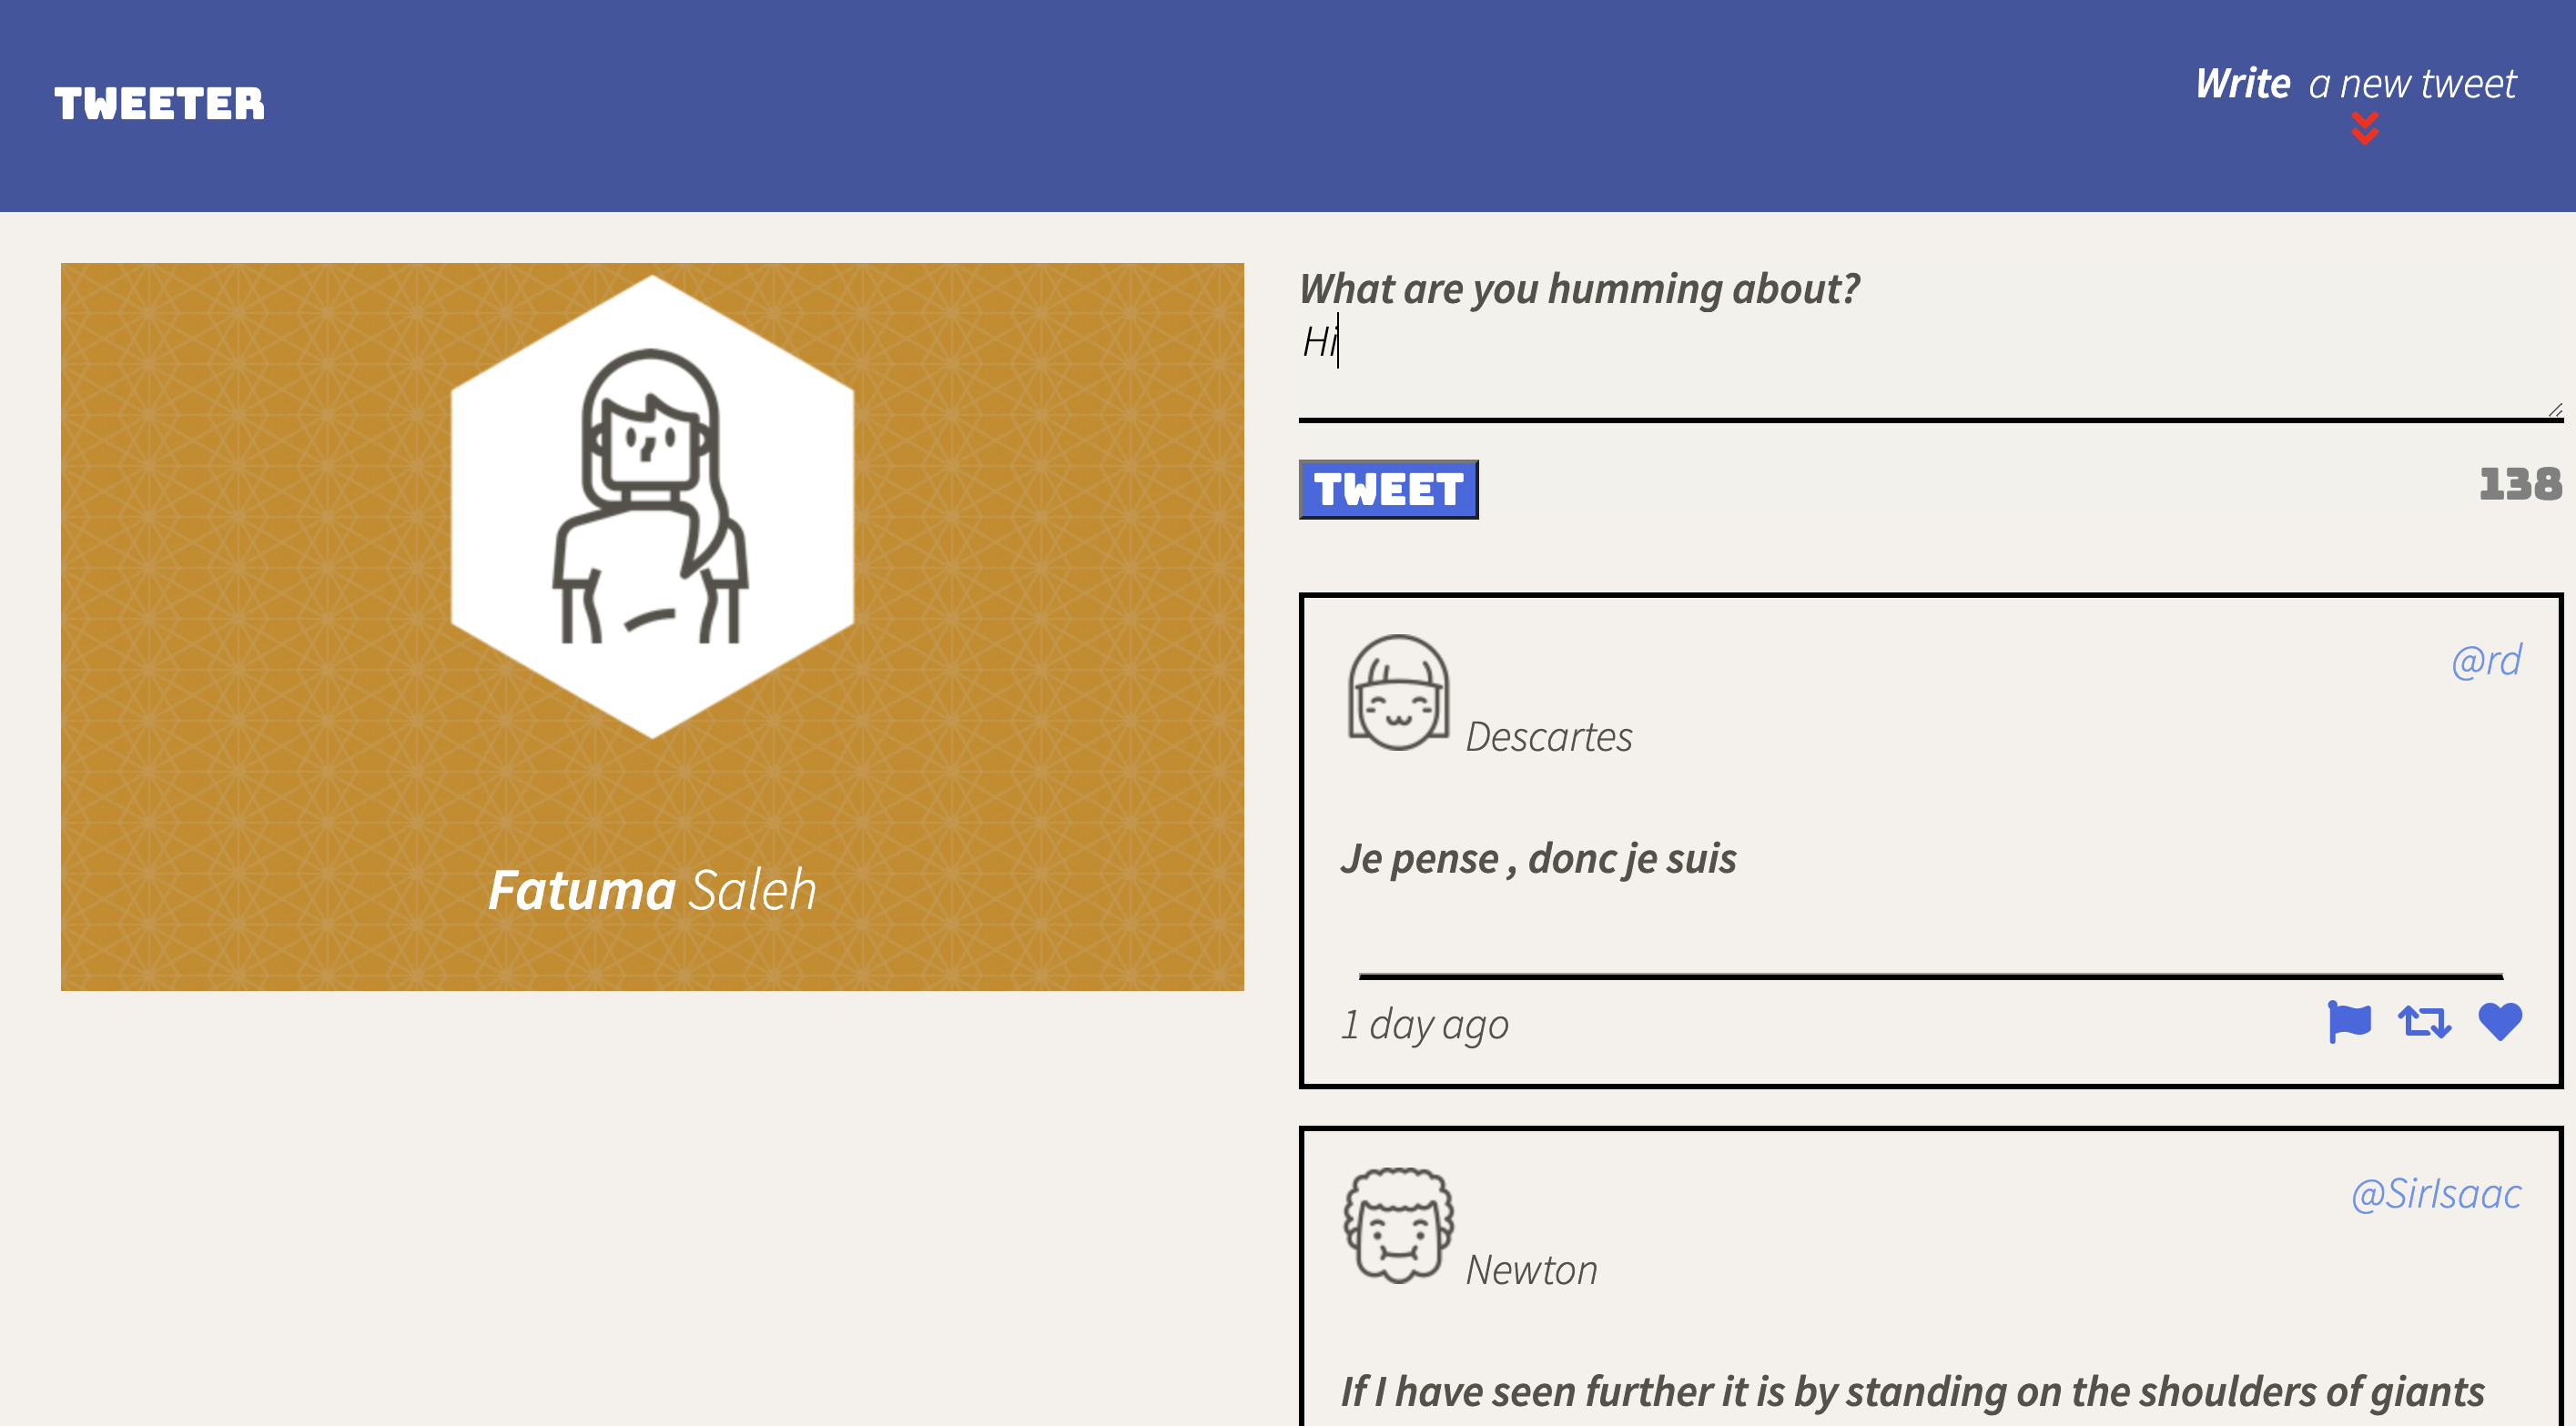 TWEETER
Write a new tweet
Fatuma Saleh
What are you humming about?
Hi
TWEET
138
@rd
Descartes
Je pense , donc je suis
1 day ago
@SirIsaac
Newton
If I have seen further it is by standing on the shoulders of giants